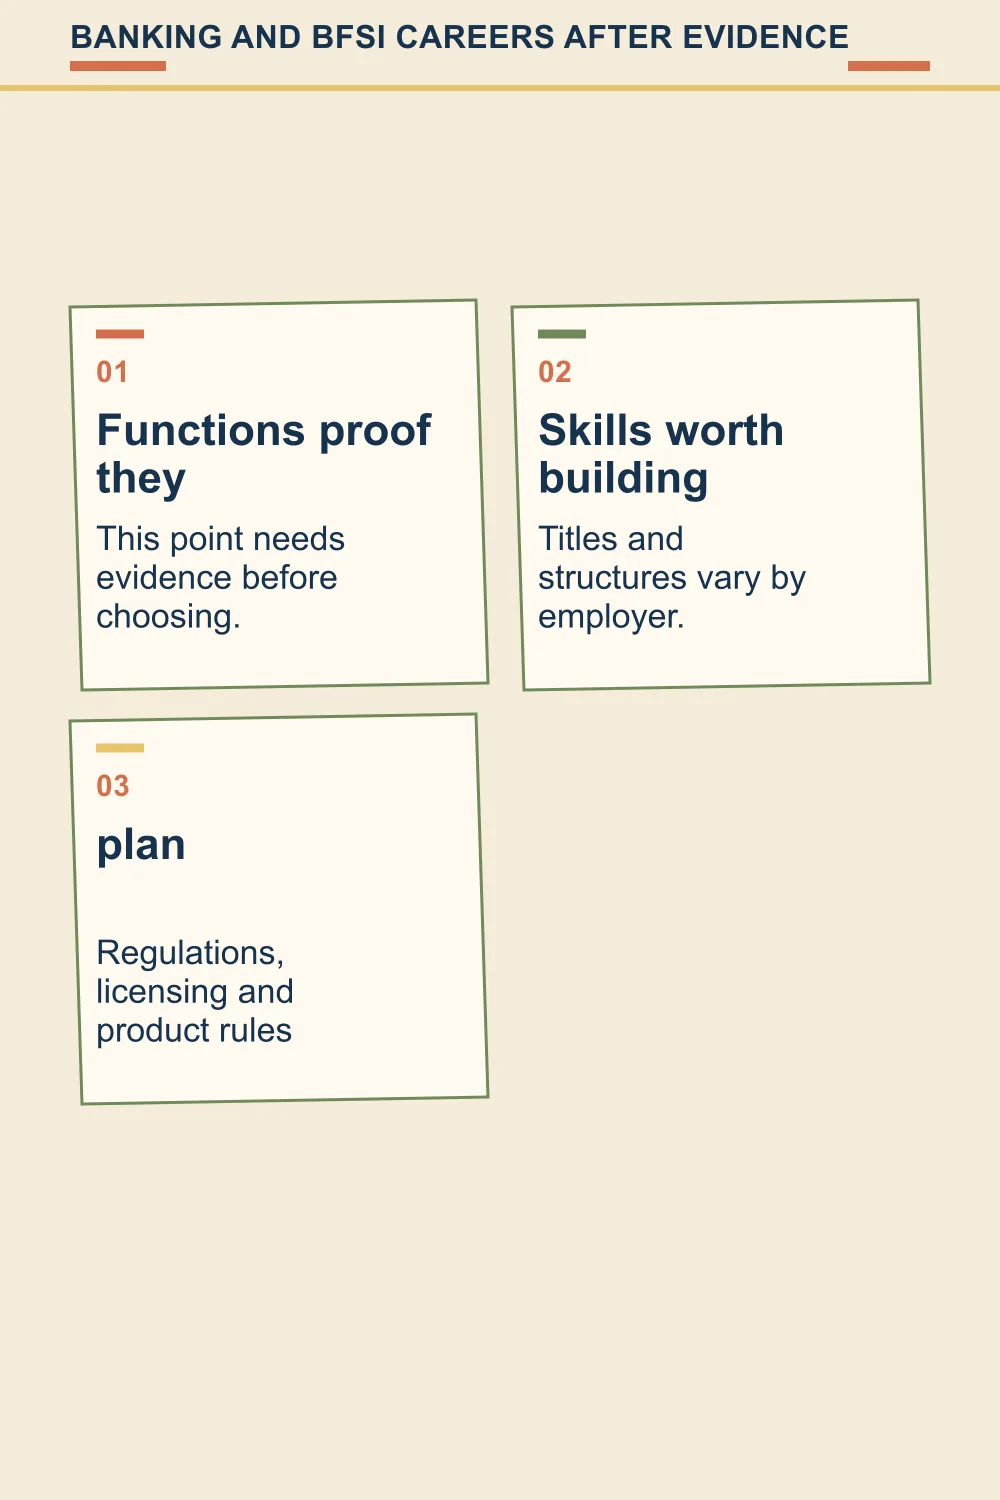 BANKING AND BFSI CAREERS AFTER EVIDENCE
01
Functions proof
they
This point needs
evidence before
choosing.
02
Skills worth
building
Titles and
structures vary by
employer.
03
plan
Regulations,
licensing and
product rules